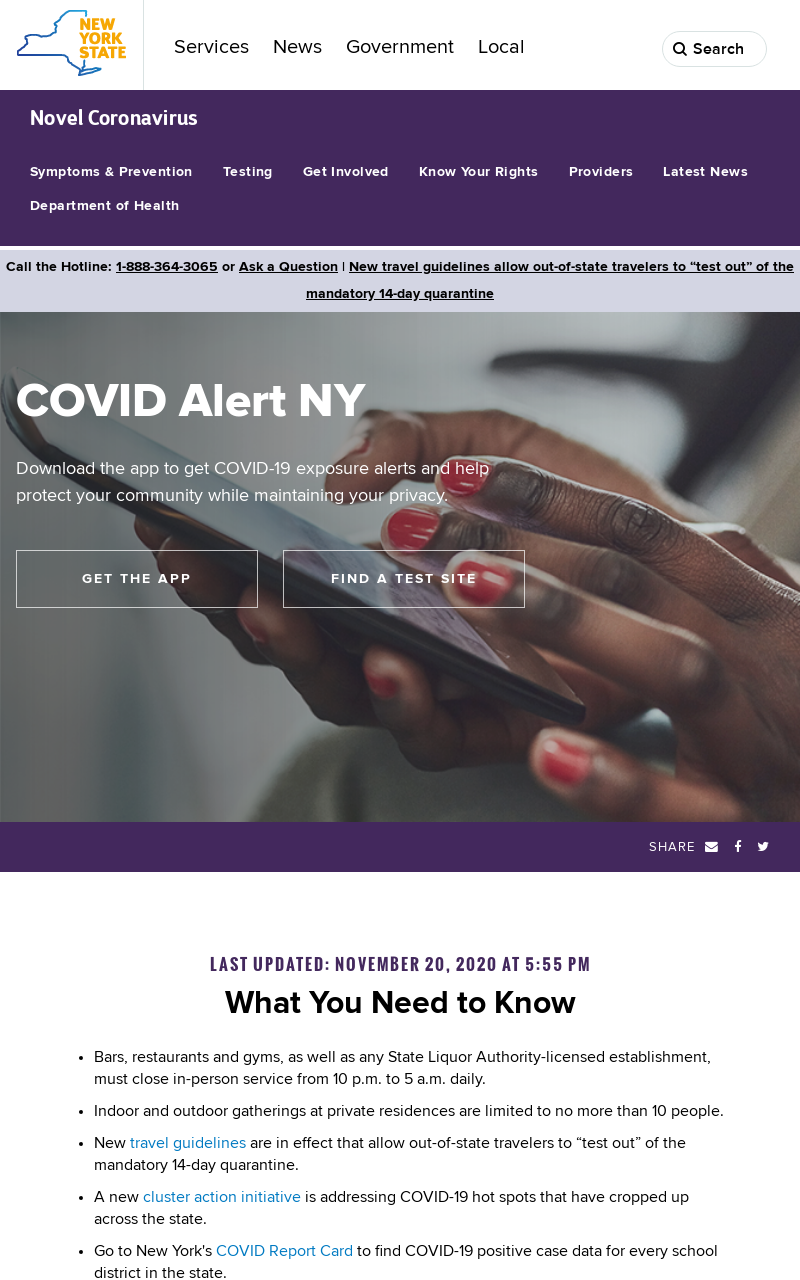 NEW
YORK
STATE
Services News Government Local
Search
Novel Coronavirus
Symptoms & Prevention Testing Get Involved Know Your Rights Providers Latest News
Department of Health
Call the Hotline: 1-888-364-3065 or Ask a Question | New travel guidelines allow out-of-state travelers to “test out” of the
mandatory 14-day quarantine
COVID Alert NY
Download the app to get COVID-19 exposure alerts and help
protect your community while maintaining your privacy.
GET THE APP FIND A TEST SITE
SHARE
LAST UPDATED: NOVEMBER 20, 2020 AT 5:55 PM
What You Need to Know
• Bars, restaurants and gyms, as well as any State Liquor Authority-licensed establishment,
must close in-person service from 10 p.m. to 5 a.m. daily.
• Indoor and outdoor gatherings at private residences are limited to no more than 10 people.
• New travel guidelines are in effect that allow out-of-state travelers to “test out” of the
mandatory 14-day quarantine.
• A new cluster action initiative is addressing COVID-19 hot spots that have cropped up
across the state.
• Go to New York's COVID Report Card to find COVID-19 positive case data for every school
district in the state.